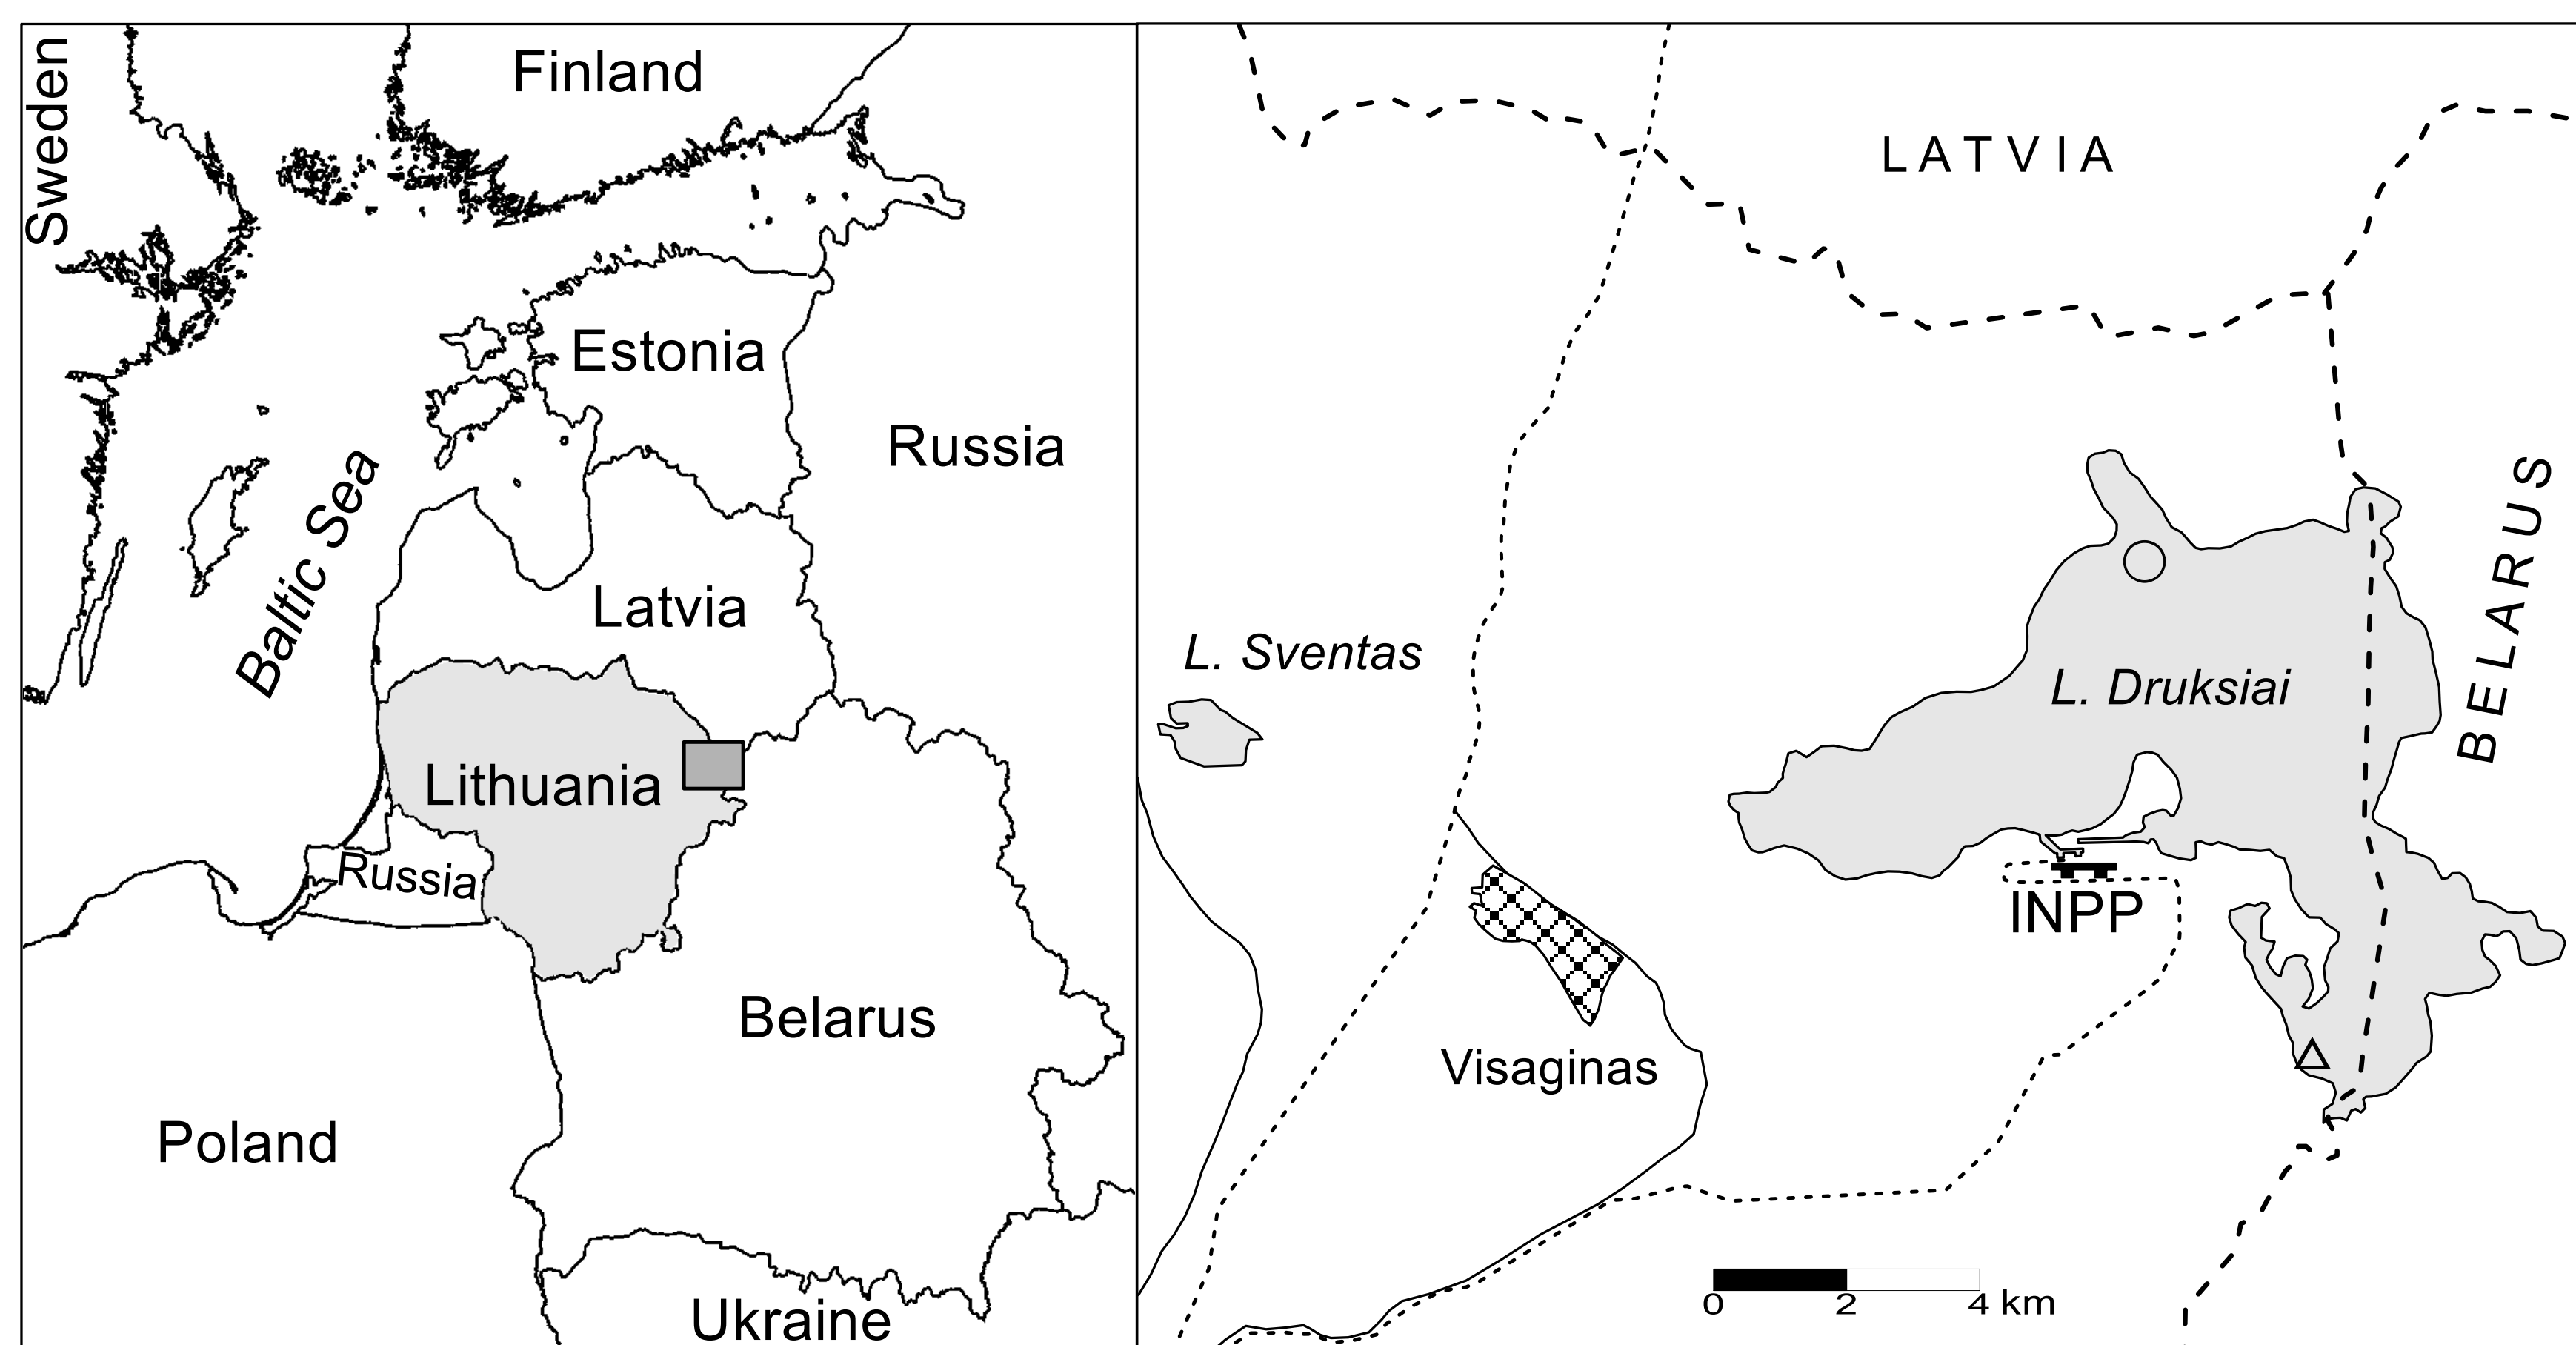 Sweden
Finland
Estonia
Russia
Baltic Sea
Latvia
Lithuania
Russia
Belarus
Poland
Ukraine
LATVIA
BELARUS
L. Sventas
L. Druksiai
INPP
Visaginas
0 2 4 km